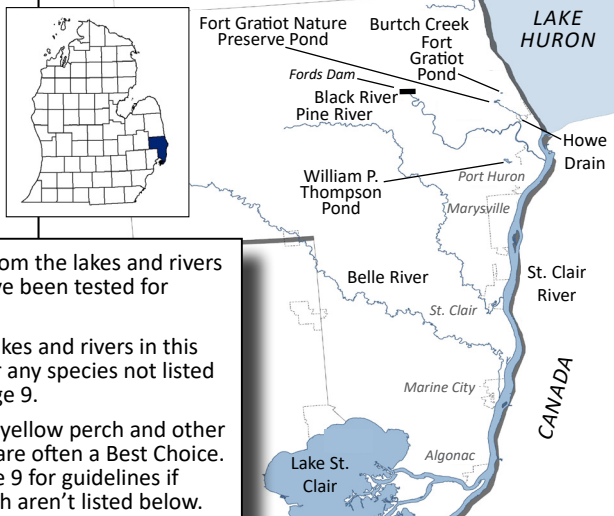 Fort Gratiot Nature
Preserve Pond
Burtch Creek
Fort
Gratiot
Pond
LAKE
HURON
Fords Dam
Black River
Pine River
Howe
Drain
William P.
Thompson
Pond
Port Huron
Marysville
Belle River
St. Clair
River
St. Clair
CANADA
Marine City
Algonac
Lake St.
Clair
om the lakes and rivers
ve been tested for
kes and rivers in this
r any species not listed
ge 9.
yellow perch and other
are often a Best Choice.
e 9 for guidelines if
h aren't listed below.